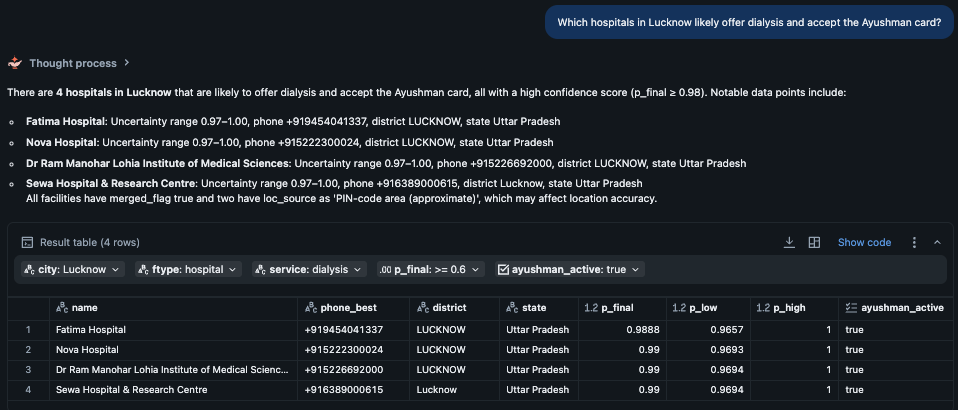 Which hospitals in Lucknow likely offer dialysis and accept the Ayushman card?
Thought process
There are 4 hospitals in Lucknow that are likely to offer dialysis and accept the Ayushman card, all with a high confidence score (p_final ≥ 0.98). Notable data points include:
Fatima Hospital: Uncertainty range 0.97–1.00, phone +919454041337, district LUCKNOW, state Uttar Pradesh
Nova Hospital: Uncertainty range 0.97–1.00, phone +915222300024, district LUCKNOW, state Uttar Pradesh
Dr Ram Manohar Lohia Institute of Medical Sciences: Uncertainty range 0.97–1.00, phone +915226692000, district LUCKNOW, state Uttar Pradesh
Sewa Hospital & Research Centre: Uncertainty range 0.97–1.00, phone +916389000615, district Lucknow, state Uttar Pradesh
All facilities have merged_flag true and two have loc_source as 'PIN-code area (approximate)', which may affect location accuracy.
Result table (4 rows) Show code
city: Lucknow ftype: hospital service: dialysis .00 p_final: >= 0.6 ayushman_active: true
name phone_best district state 1.2 p_final 1.2 p_low 1.2 p_high ayushman_active
1 Fatima Hospital +919454041337 LUCKNOW Uttar Pradesh 0.9888 0.9657 1 true
2 Nova Hospital +915222300024 LUCKNOW Uttar Pradesh 0.99 0.9693 1 true
3 Dr Ram Manohar Lohia Institute of Medical Scienc... +915226692000 LUCKNOW Uttar Pradesh 0.99 0.9694 1 true
4 Sewa Hospital & Research Centre +916389000615 Lucknow Uttar Pradesh 0.99 0.9694 1 true